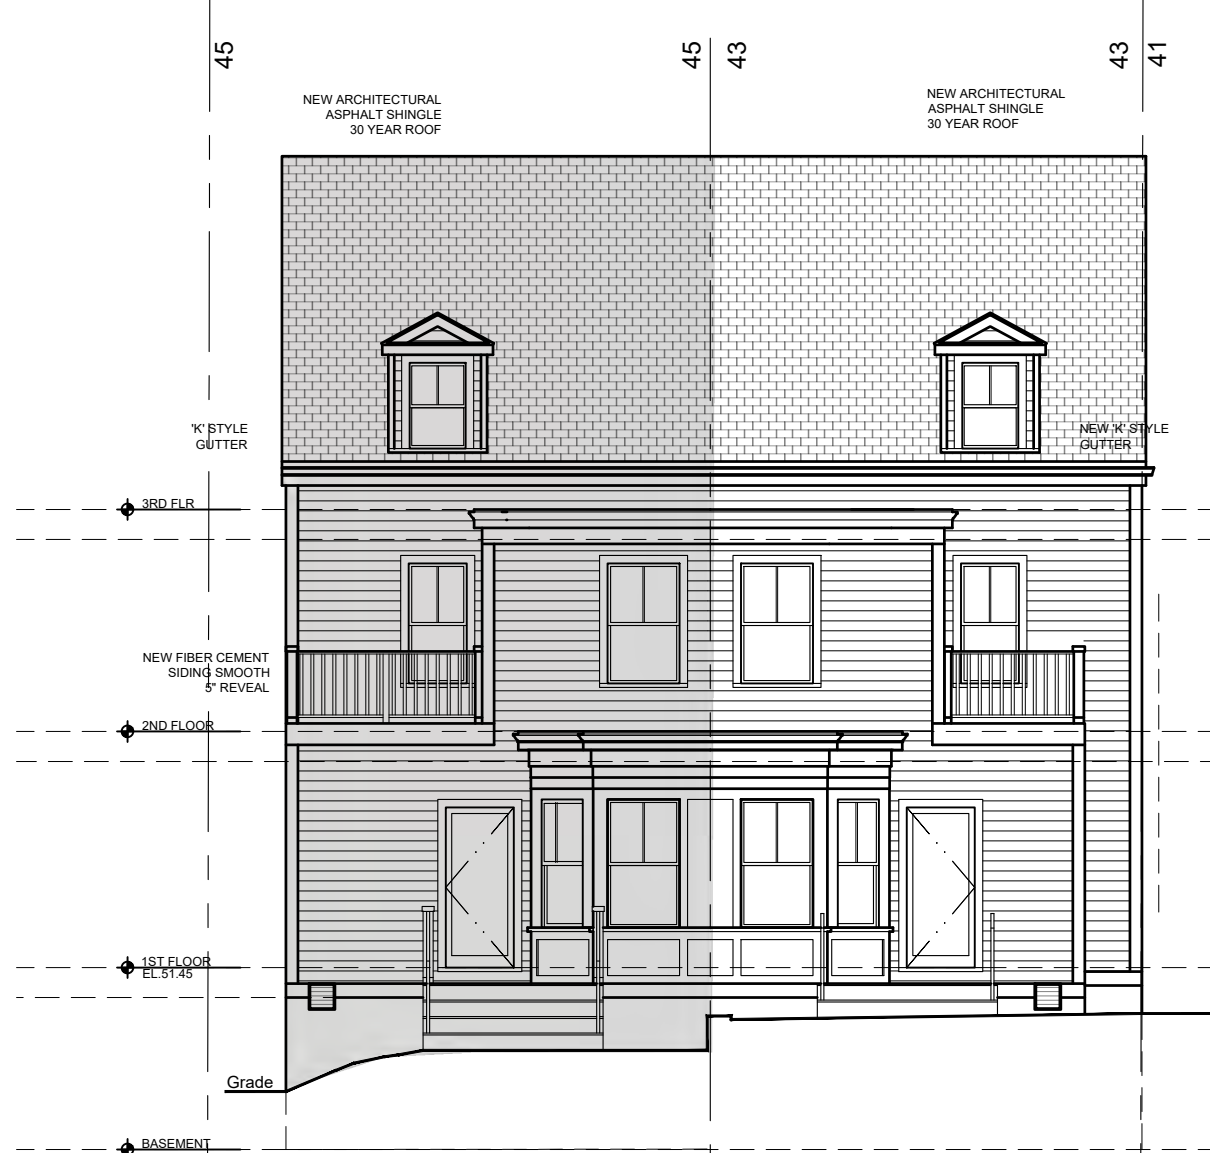 45
45
43
43
41
NEW ARCHITECTURAL
ASPHALT SHINGLE
30 YEAR ROOF
NEW ARCHITECTURAL
ASPHALT SHINGLE
30 YEAR ROOF
'K' STYLE
GUTTER
NEW 'K' STYLE
GUTTER
3RD FLR
NEW FIBER CEMENT
SIDING SMOOTH
5" REVEAL
2ND FLOOR
1ST FLOOR
EL.51.45
Grade
BASEMENT